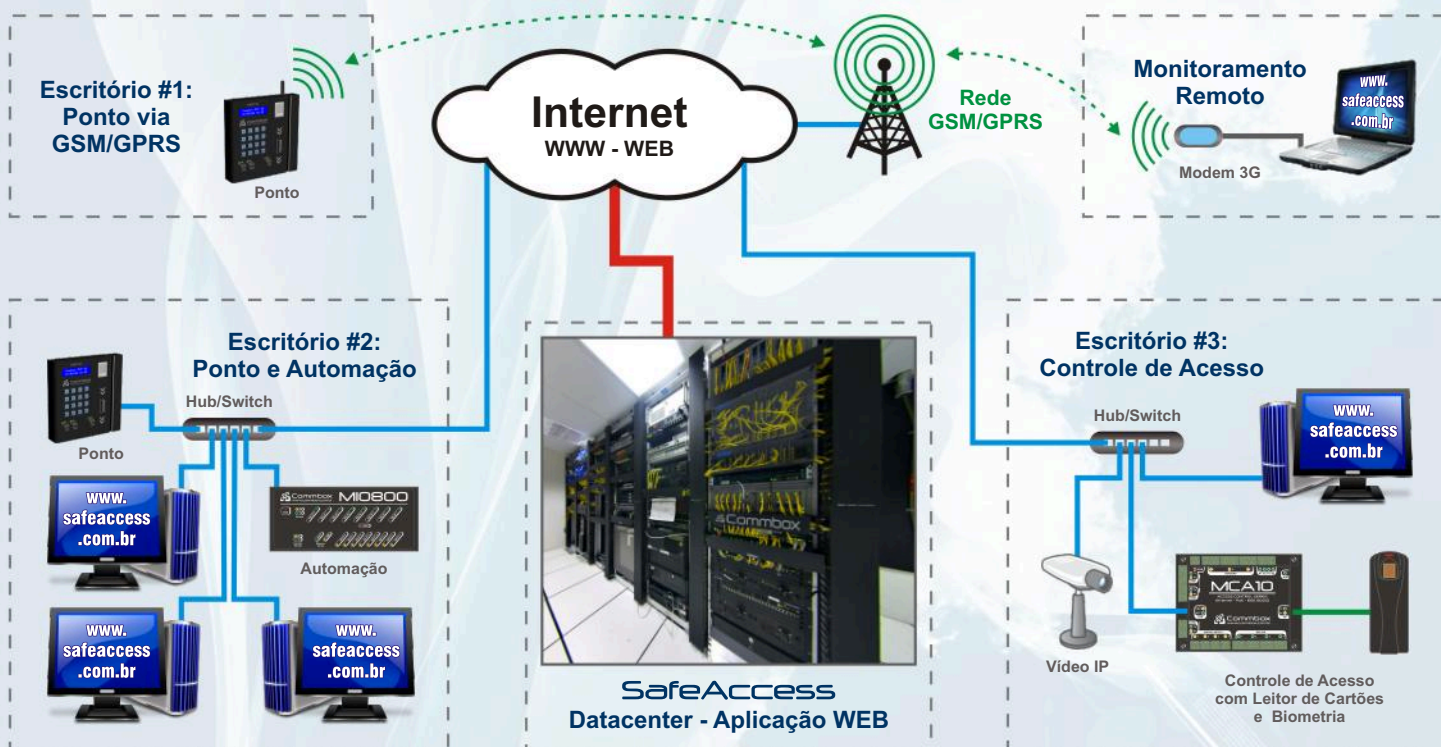 Escritório #1:
Ponto via
GSM/GPRS
Ponto
Internet
WWW - WEB
Rede
GSM/GPRS
Monitoramento
Remoto
Modem 3G
www.
safeaccess
.com.br
Escritório #2:
Ponto e Automação
Hub/Switch
Ponto
www.
safeaccess
.com.br
Commbox MIO800
Automação
www.
safeaccess
.com.br
www.
safeaccess
.com.br
Commbox
SafeAccess
Datacenter - Aplicação WEB
Escritório #3:
Controle de Acesso
Hub/Switch
www.
safeaccess
.com.br
Vídeo IP
MCA10
Commbox
Controle de Acesso
com Leitor de Cartões
e Biometria